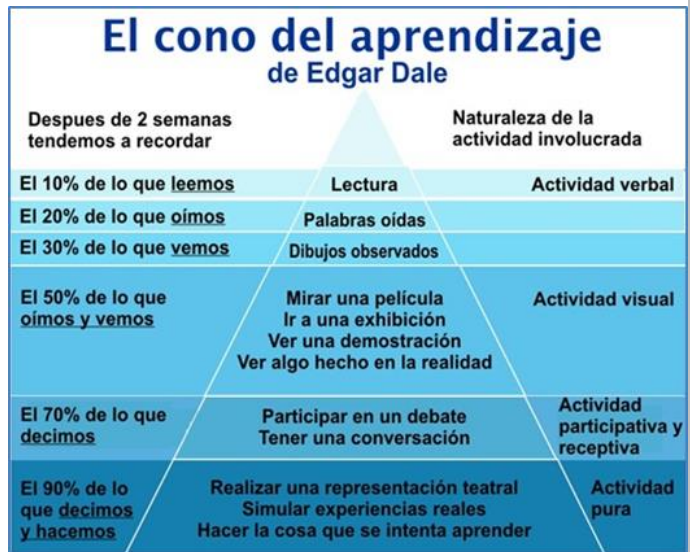 El cono del aprendizaje
de Edgar Dale
Despues de 2 semanas
tendemos a recordar
Naturaleza de la
actividad involucrada
El 10% de lo que leemos
Lectura
Actividad verbal
El 20% de lo que oímos
Palabras oídas
El 30% de lo que vemos
Dibujos observados
El 50% de lo que
oímos y vemos
Mirar una película
Ir a una exhibición
Ver una demostración
Ver algo hecho en la realidad
Actividad visual
El 70% de lo que
decimos
Participar en un debate
Tener una conversación
Actividad
participativa y
receptiva
El 90% de lo
que decimos
y hacemos
Realizar una representación teatral
Simular experiencias reales
Hacer la cosa que se intenta aprender
Actividad
pura